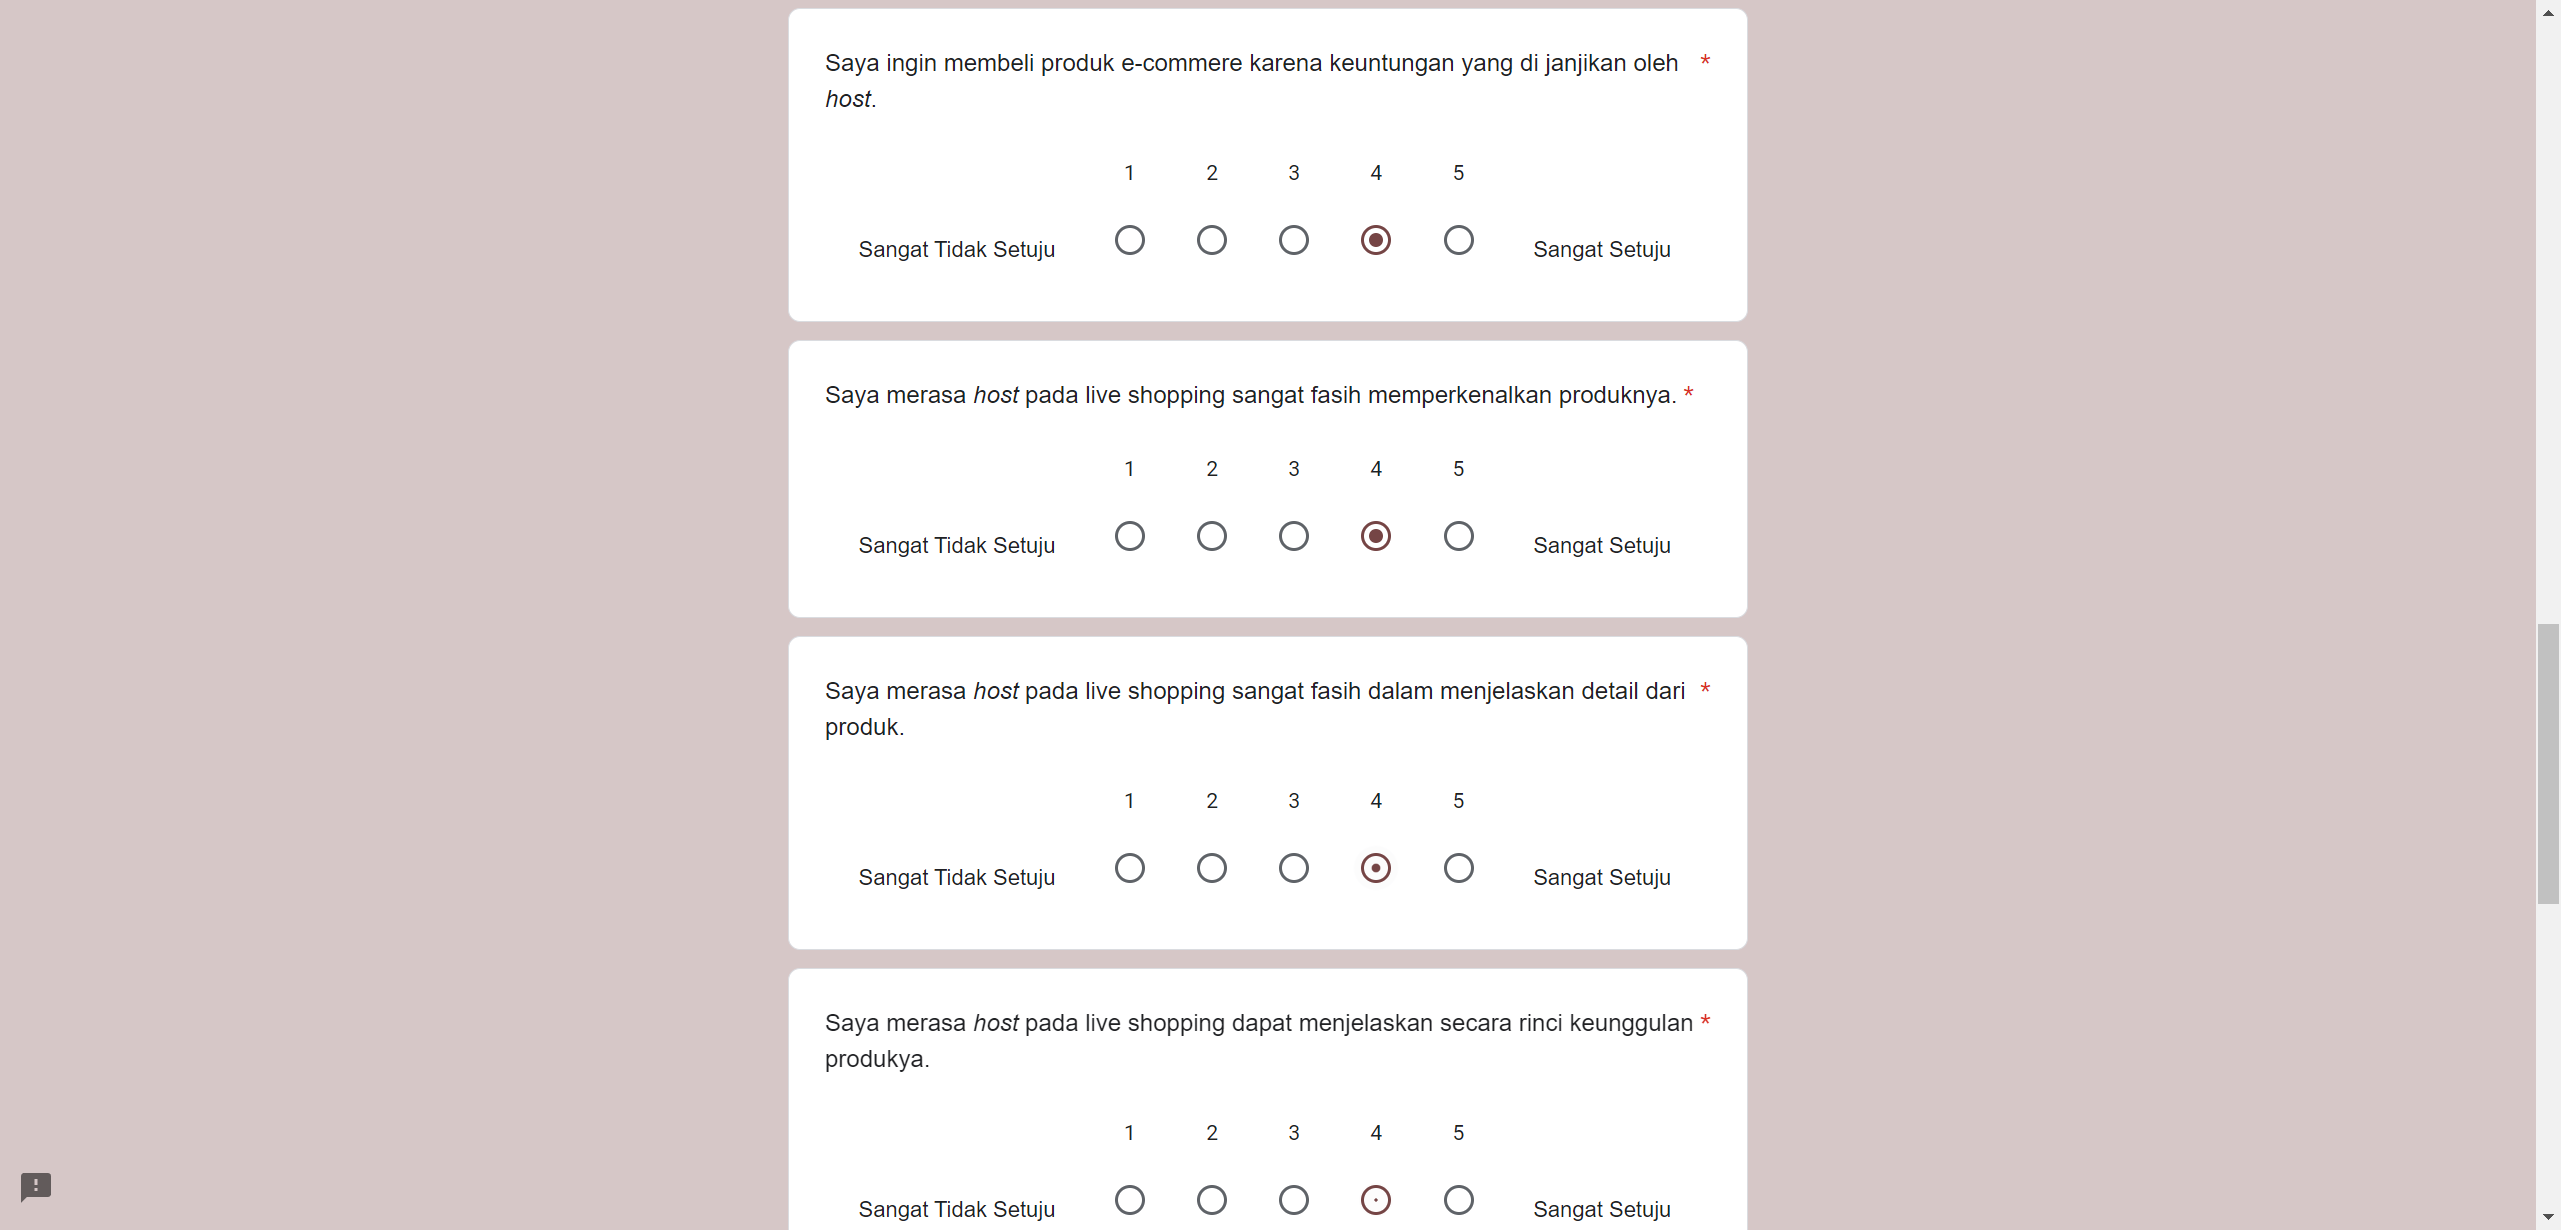 Saya ingin membeli produk e-commere karena keuntungan yang di janjikan oleh *
host.
1 2 3 4 5
Sangat Tidak Setuju Sangat Setuju
Saya merasa host pada live shopping sangat fasih memperkenalkan produknya. *
1 2 3 4 5
Sangat Tidak Setuju Sangat Setuju
Saya merasa host pada live shopping sangat fasih dalam menjelaskan detail dari *
produk.
1 2 3 4 5
Sangat Tidak Setuju Sangat Setuju
Saya merasa host pada live shopping dapat menjelaskan secara rinci keunggulan *
produkya.
1 2 3 4 5
Sangat Tidak Setuju Sangat Setuju